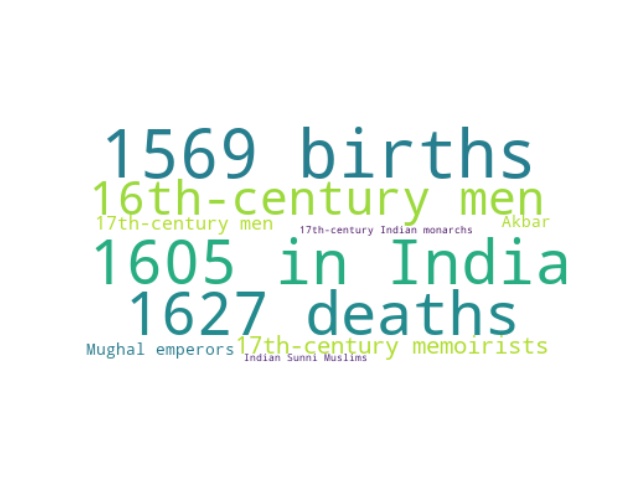 1569 births
16th-century men
17th-century men
17th-century Indian monarchs
Akbar
1605 in India
1627 deaths
Mughal emperors
17th-century memoirists
Indian Sunni Muslims